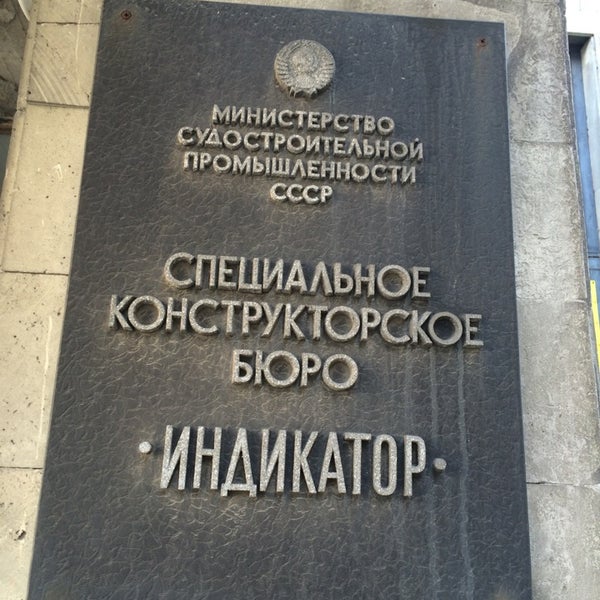 МИНИСТЕРСТВО
СУДОСТРОИТЕЛЬНОЙ
ПРОМЫШЛЕННОСТИ
СССР
СПЕЦИАЛЬНОЕ
КОНСТРУКТОРСКОЕ
БЮРО
·ИНДИКАТОР·